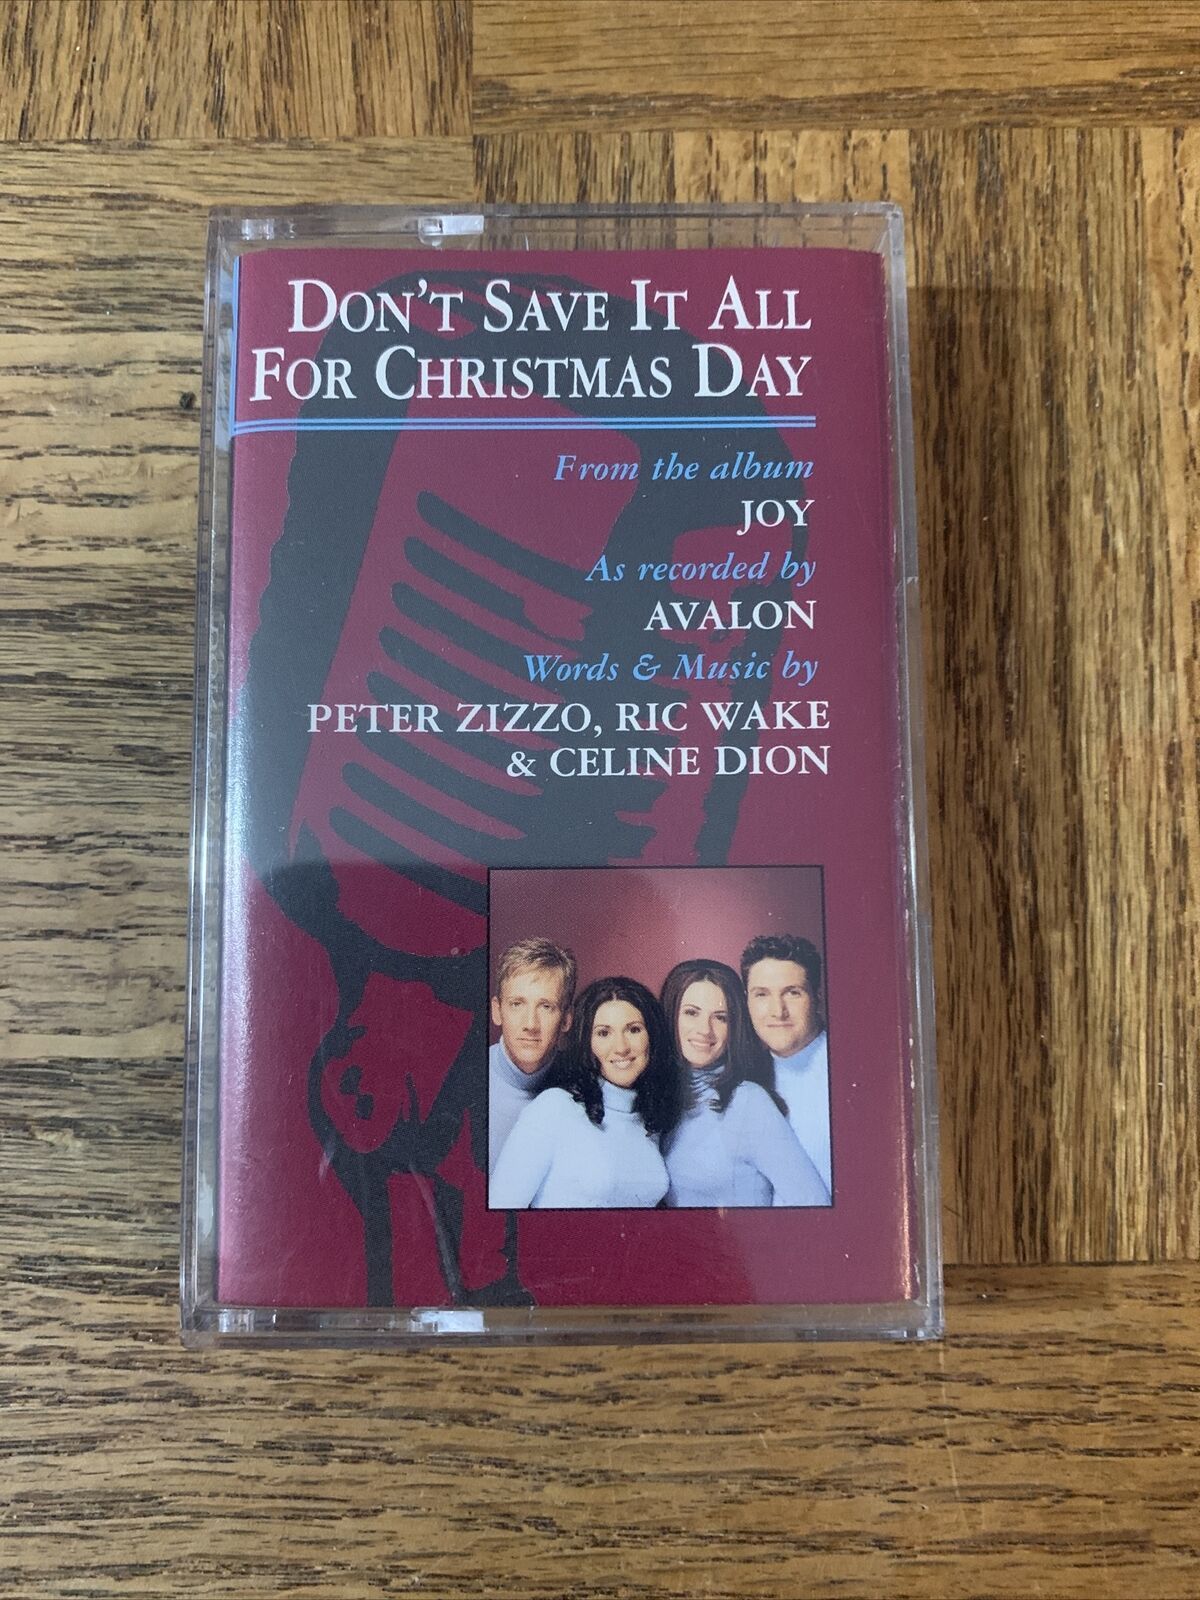 DON'T SAVE IT ALL
FOR CHRISTMAS DAY
From the album
JOY
As recorded by
AVALON
Words & Music by
PETER ZIZZO, RIC WAKE
& CELINE DION